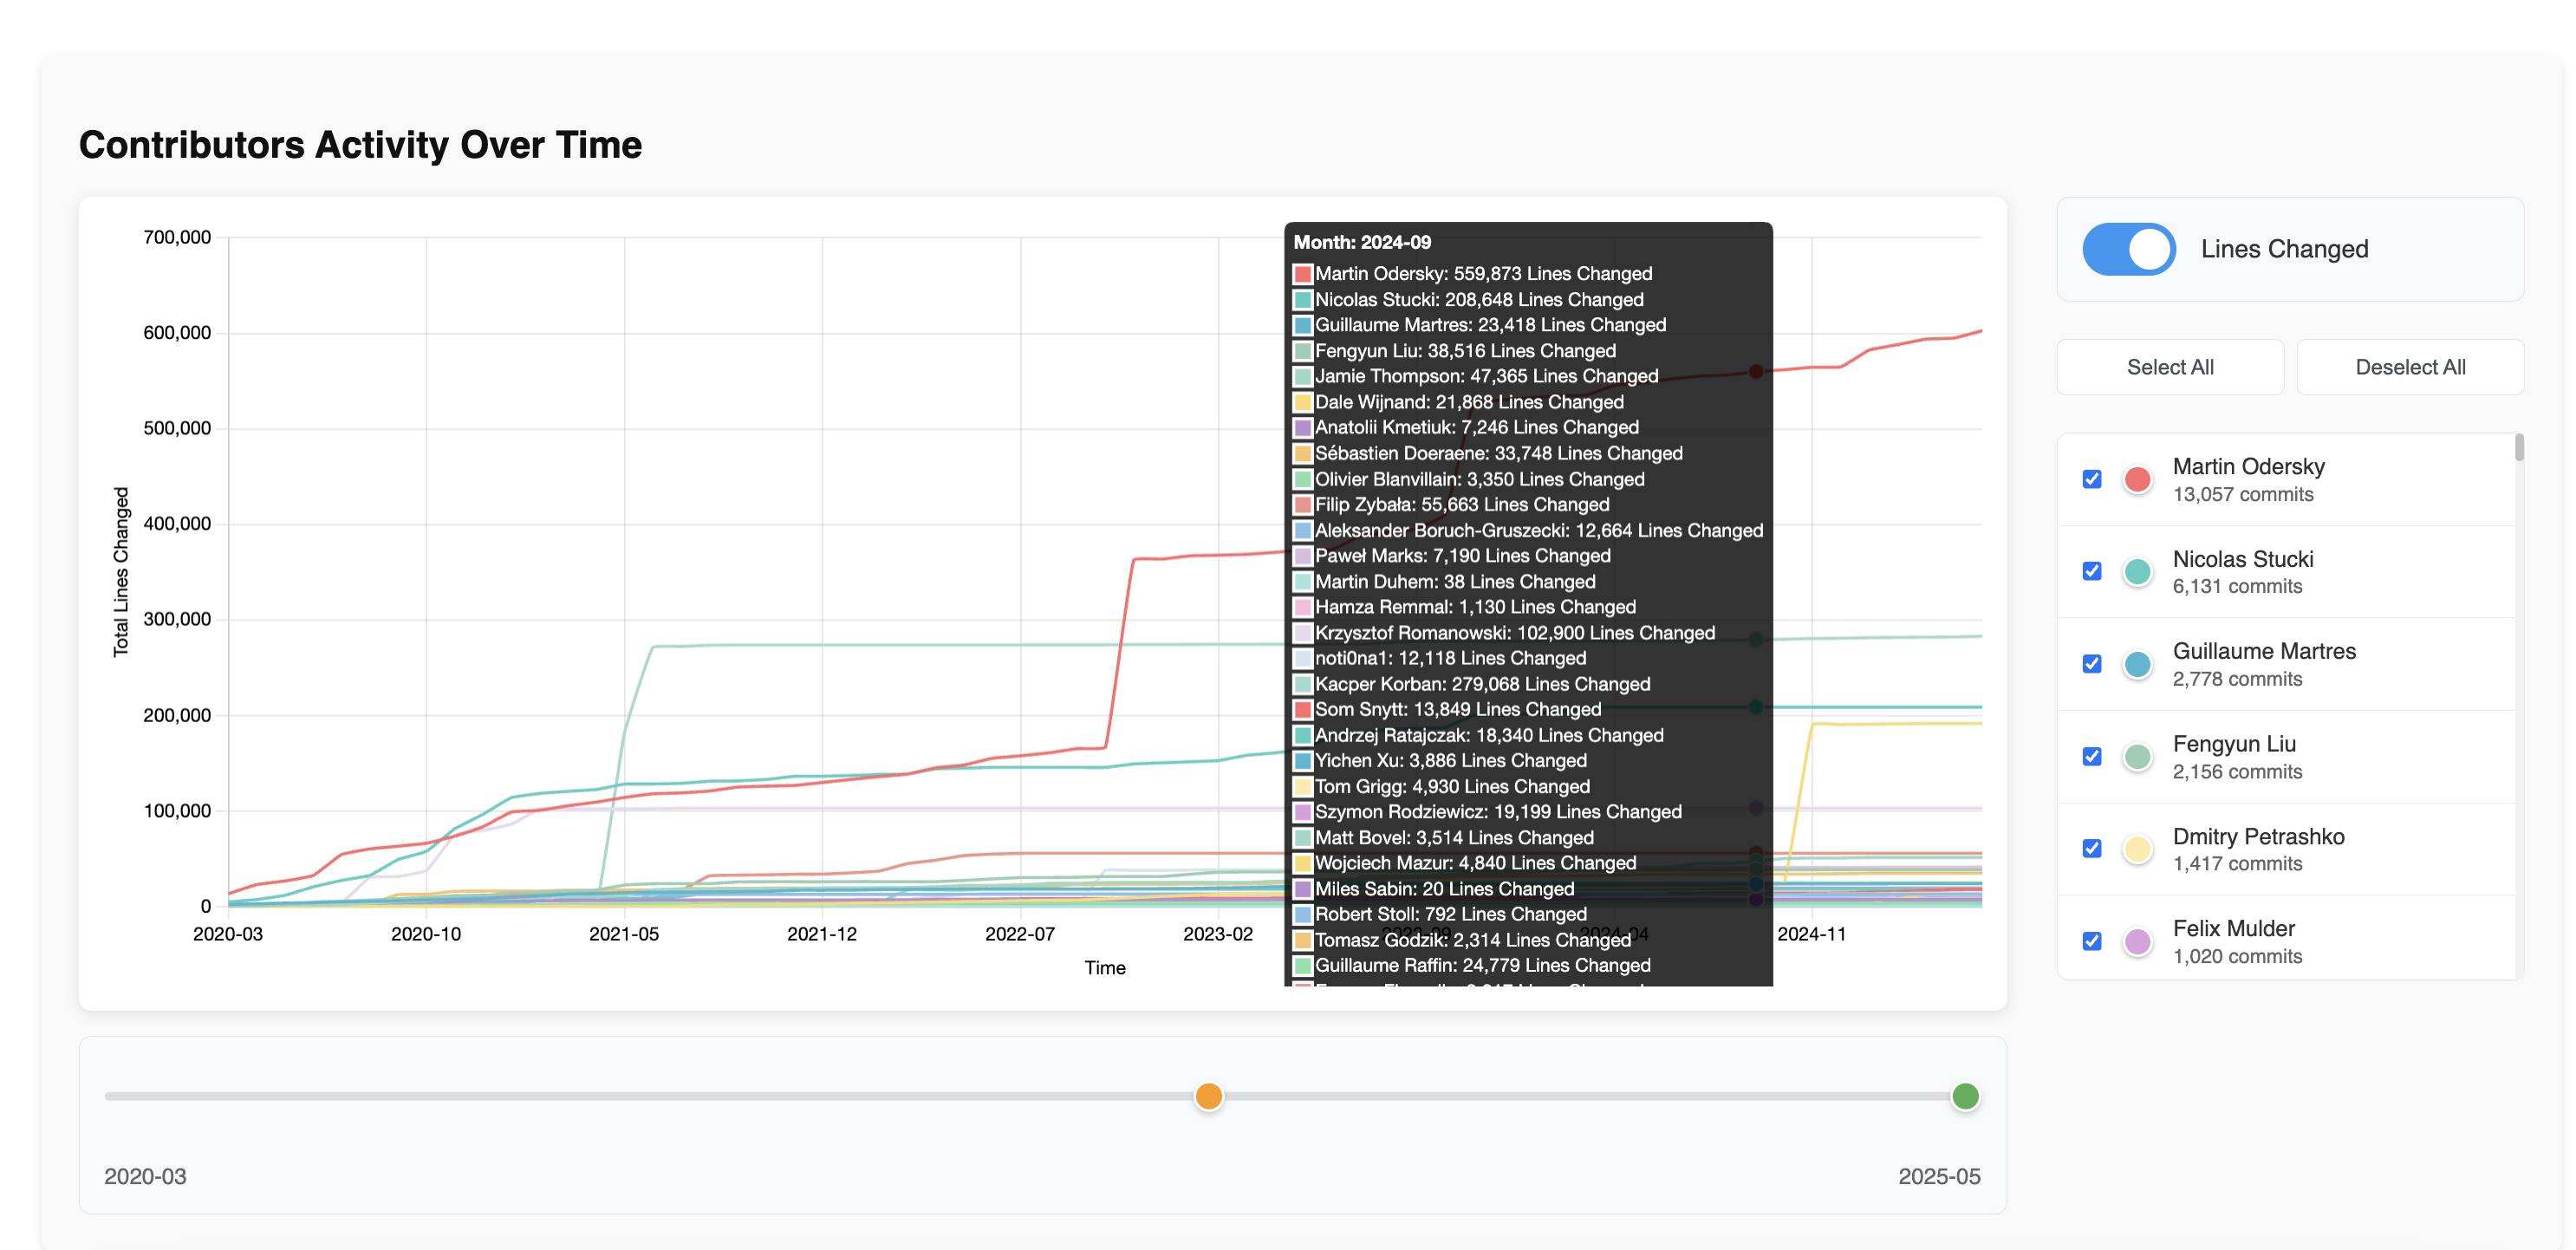 Contributors Activity Over Time
700,000
600,000
500,000
400,000
300,000
200,000
100,000
0
Total Lines Changed
2020-03
2020-10
2021-05
2021-12
2022-07
2023-02
2023-09
2024-04
2024-11
Time
Month: 2024-09
Martin Odersky: 559,873 Lines Changed
Nicolas Stucki: 208,648 Lines Changed
Guillaume Martres: 23,418 Lines Changed
Fengyun Liu: 38,516 Lines Changed
Jamie Thompson: 47,365 Lines Changed
Dale Wijnand: 21,868 Lines Changed
Anatolii Kmetiuk: 7,246 Lines Changed
Sébastien Doeraene: 33,748 Lines Changed
Olivier Blanvillain: 3,350 Lines Changed
Filip Zybała: 55,663 Lines Changed
Aleksander Boruch-Gruszecki: 12,664 Lines Changed
Paweł Marks: 7,190 Lines Changed
Martin Duhem: 38 Lines Changed
Hamza Remmal: 1,130 Lines Changed
Krzysztof Romanowski: 102,900 Lines Changed
noti0na1: 12,118 Lines Changed
Kacper Korban: 279,068 Lines Changed
Som Snytt: 13,849 Lines Changed
Andrzej Ratajczak: 18,340 Lines Changed
Yichen Xu: 3,886 Lines Changed
Tom Grigg: 4,930 Lines Changed
Szymon Rodziewicz: 19,199 Lines Changed
Matt Bovel: 3,514 Lines Changed
Wojciech Mazur: 4,840 Lines Changed
Miles Sabin: 20 Lines Changed
Robert Stoll: 792 Lines Changed
Tomasz Godzik: 2,314 Lines Changed
Guillaume Raffin: 24,779 Lines Changed
Lines Changed
Select All
Deselect All
Martin Odersky
13,057 commits
Nicolas Stucki
6,131 commits
Guillaume Martres
2,778 commits
Fengyun Liu
2,156 commits
Dmitry Petrashko
1,417 commits
Felix Mulder
1,020 commits
2020-03
2025-05